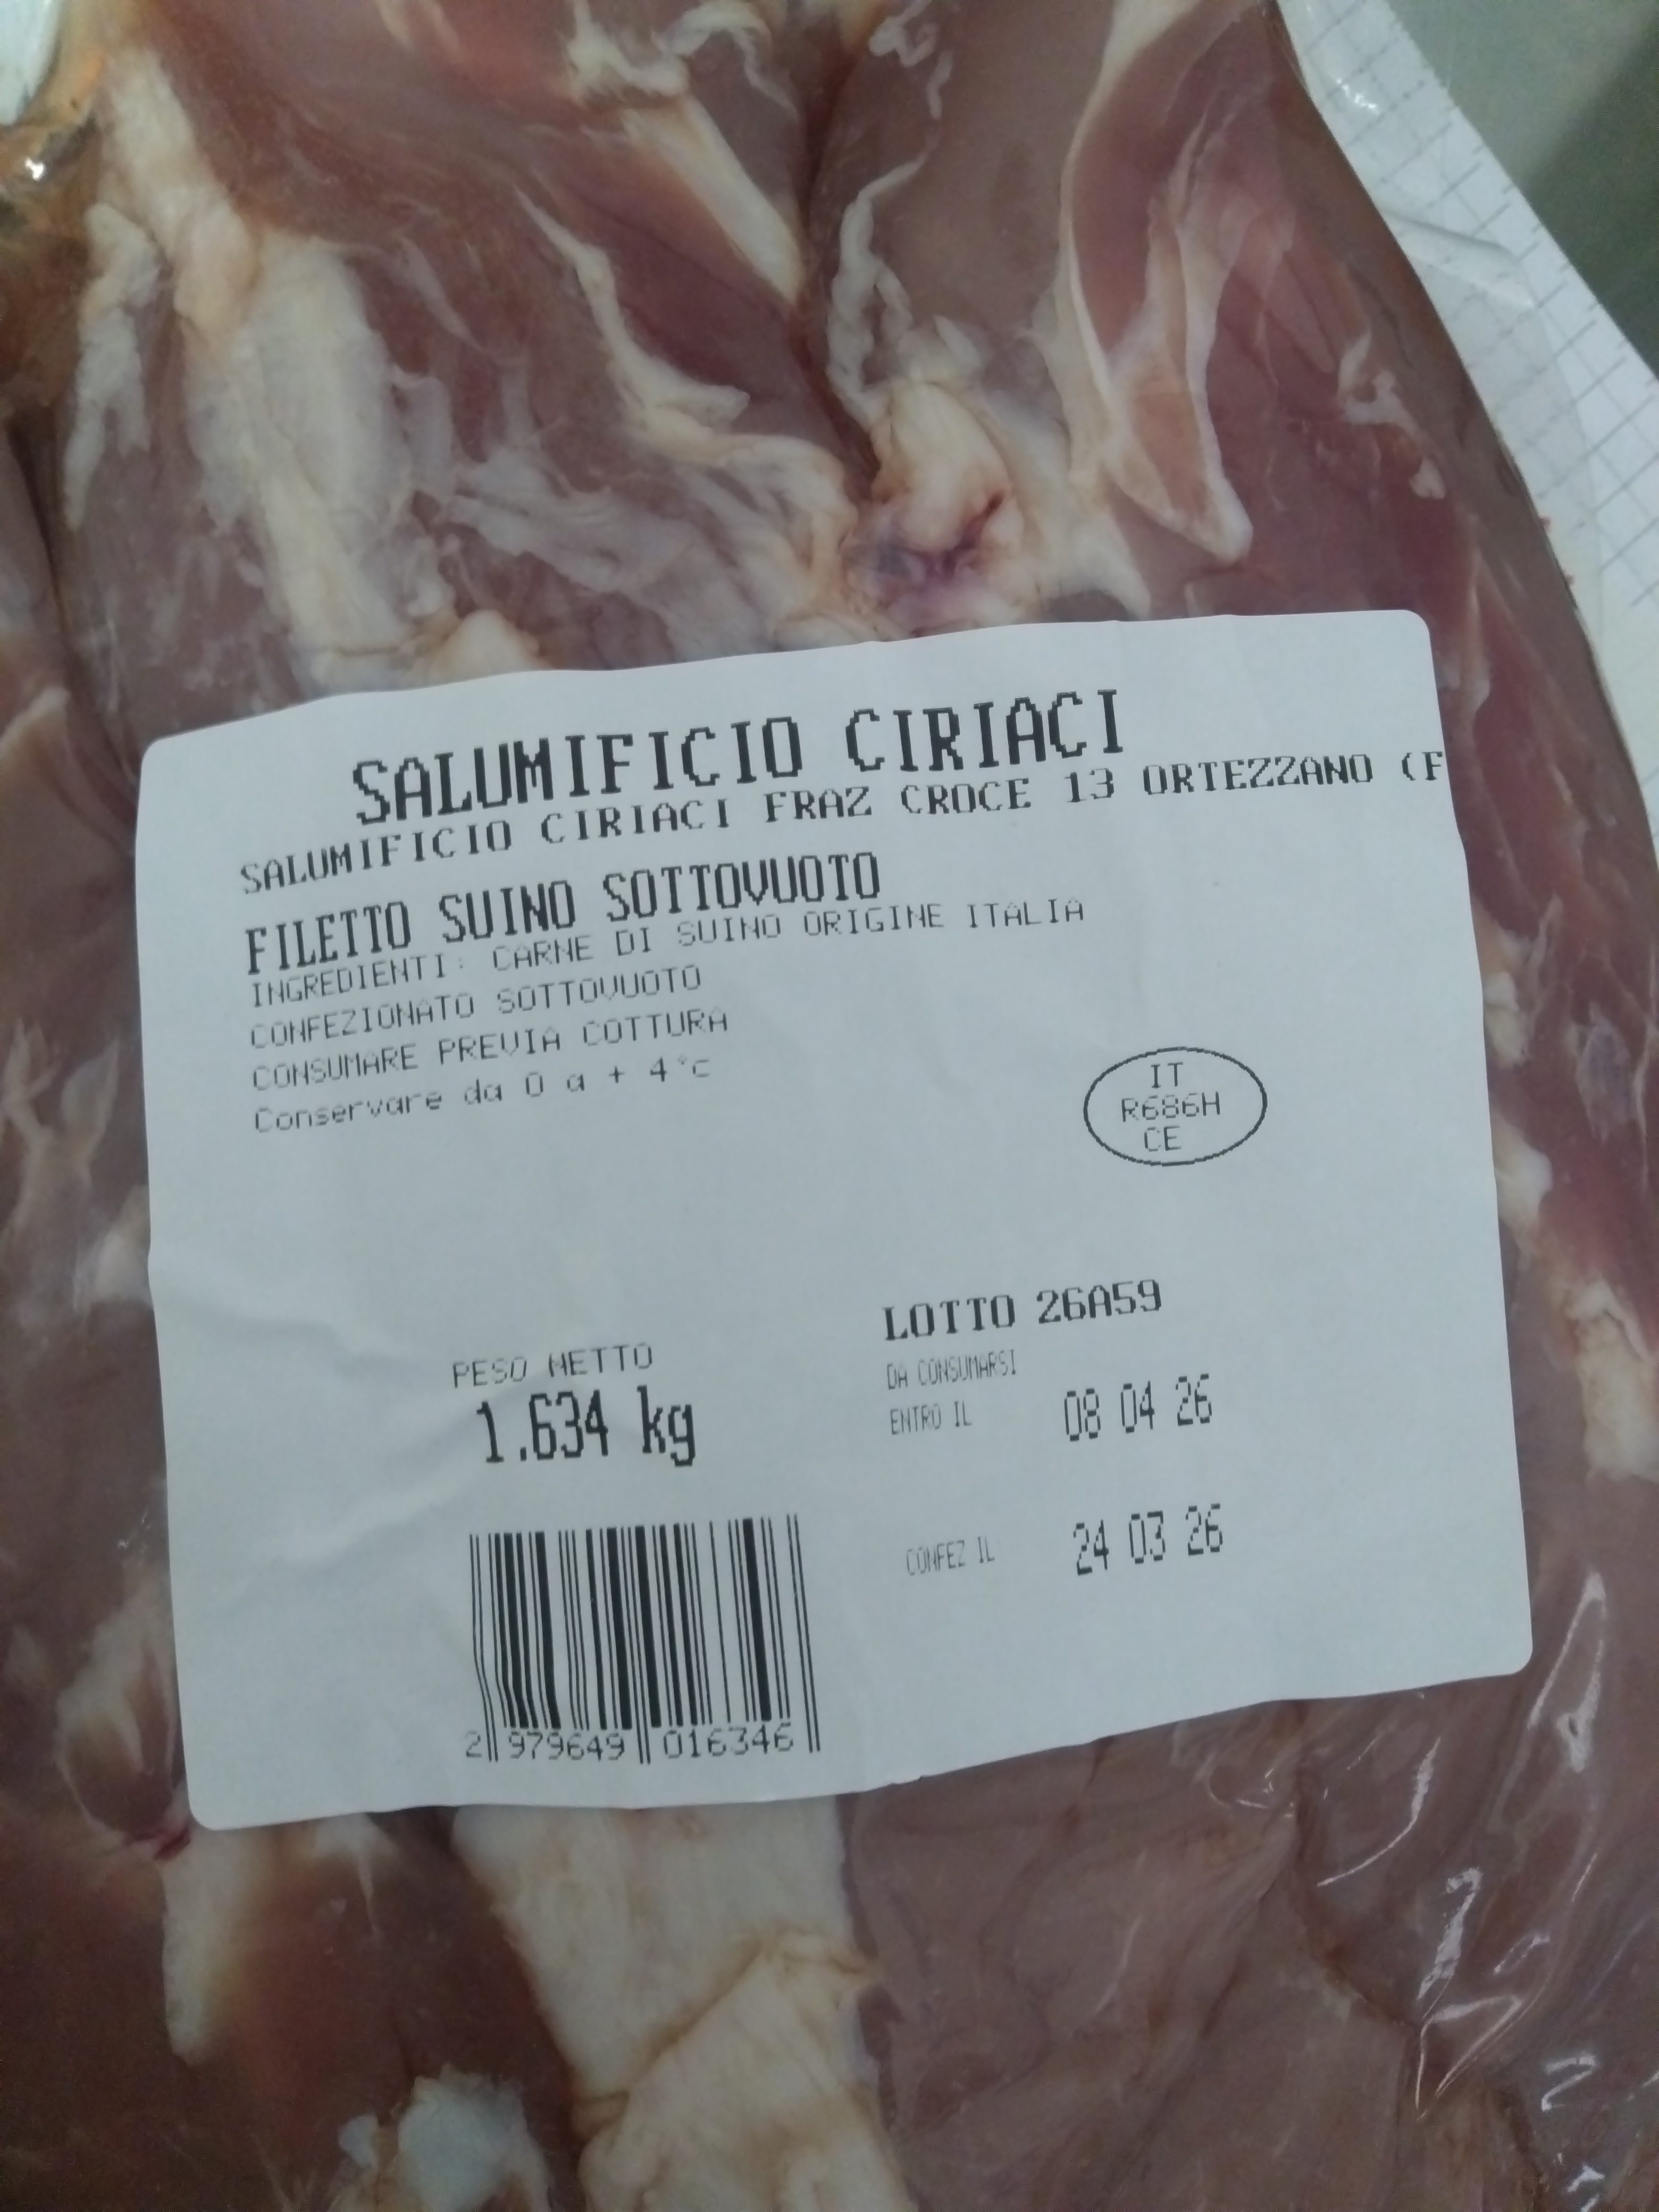 SALUMIFICIO CIRIACI
SALUMIFICIO CIRIACI FRAZ CROCE 13 ORTEZZANO (F
FILETTO SUINO SOTTOVUOTO
INGREDIENTI: CARNE DI SUINO ORIGINE ITALIA
CONFEZIONATO SOTTOVUOTO
CONSUMARE PREVIA COTTURA
Conservare da 0 a + 4°c
IT
R686H
CE
LOTTO 26A59
PESO NETTO
1.634 kg
DA CONSUMARSI
ENTRO IL 08 04 26
CONFEZ IL 24 03 26
2 979649 016346